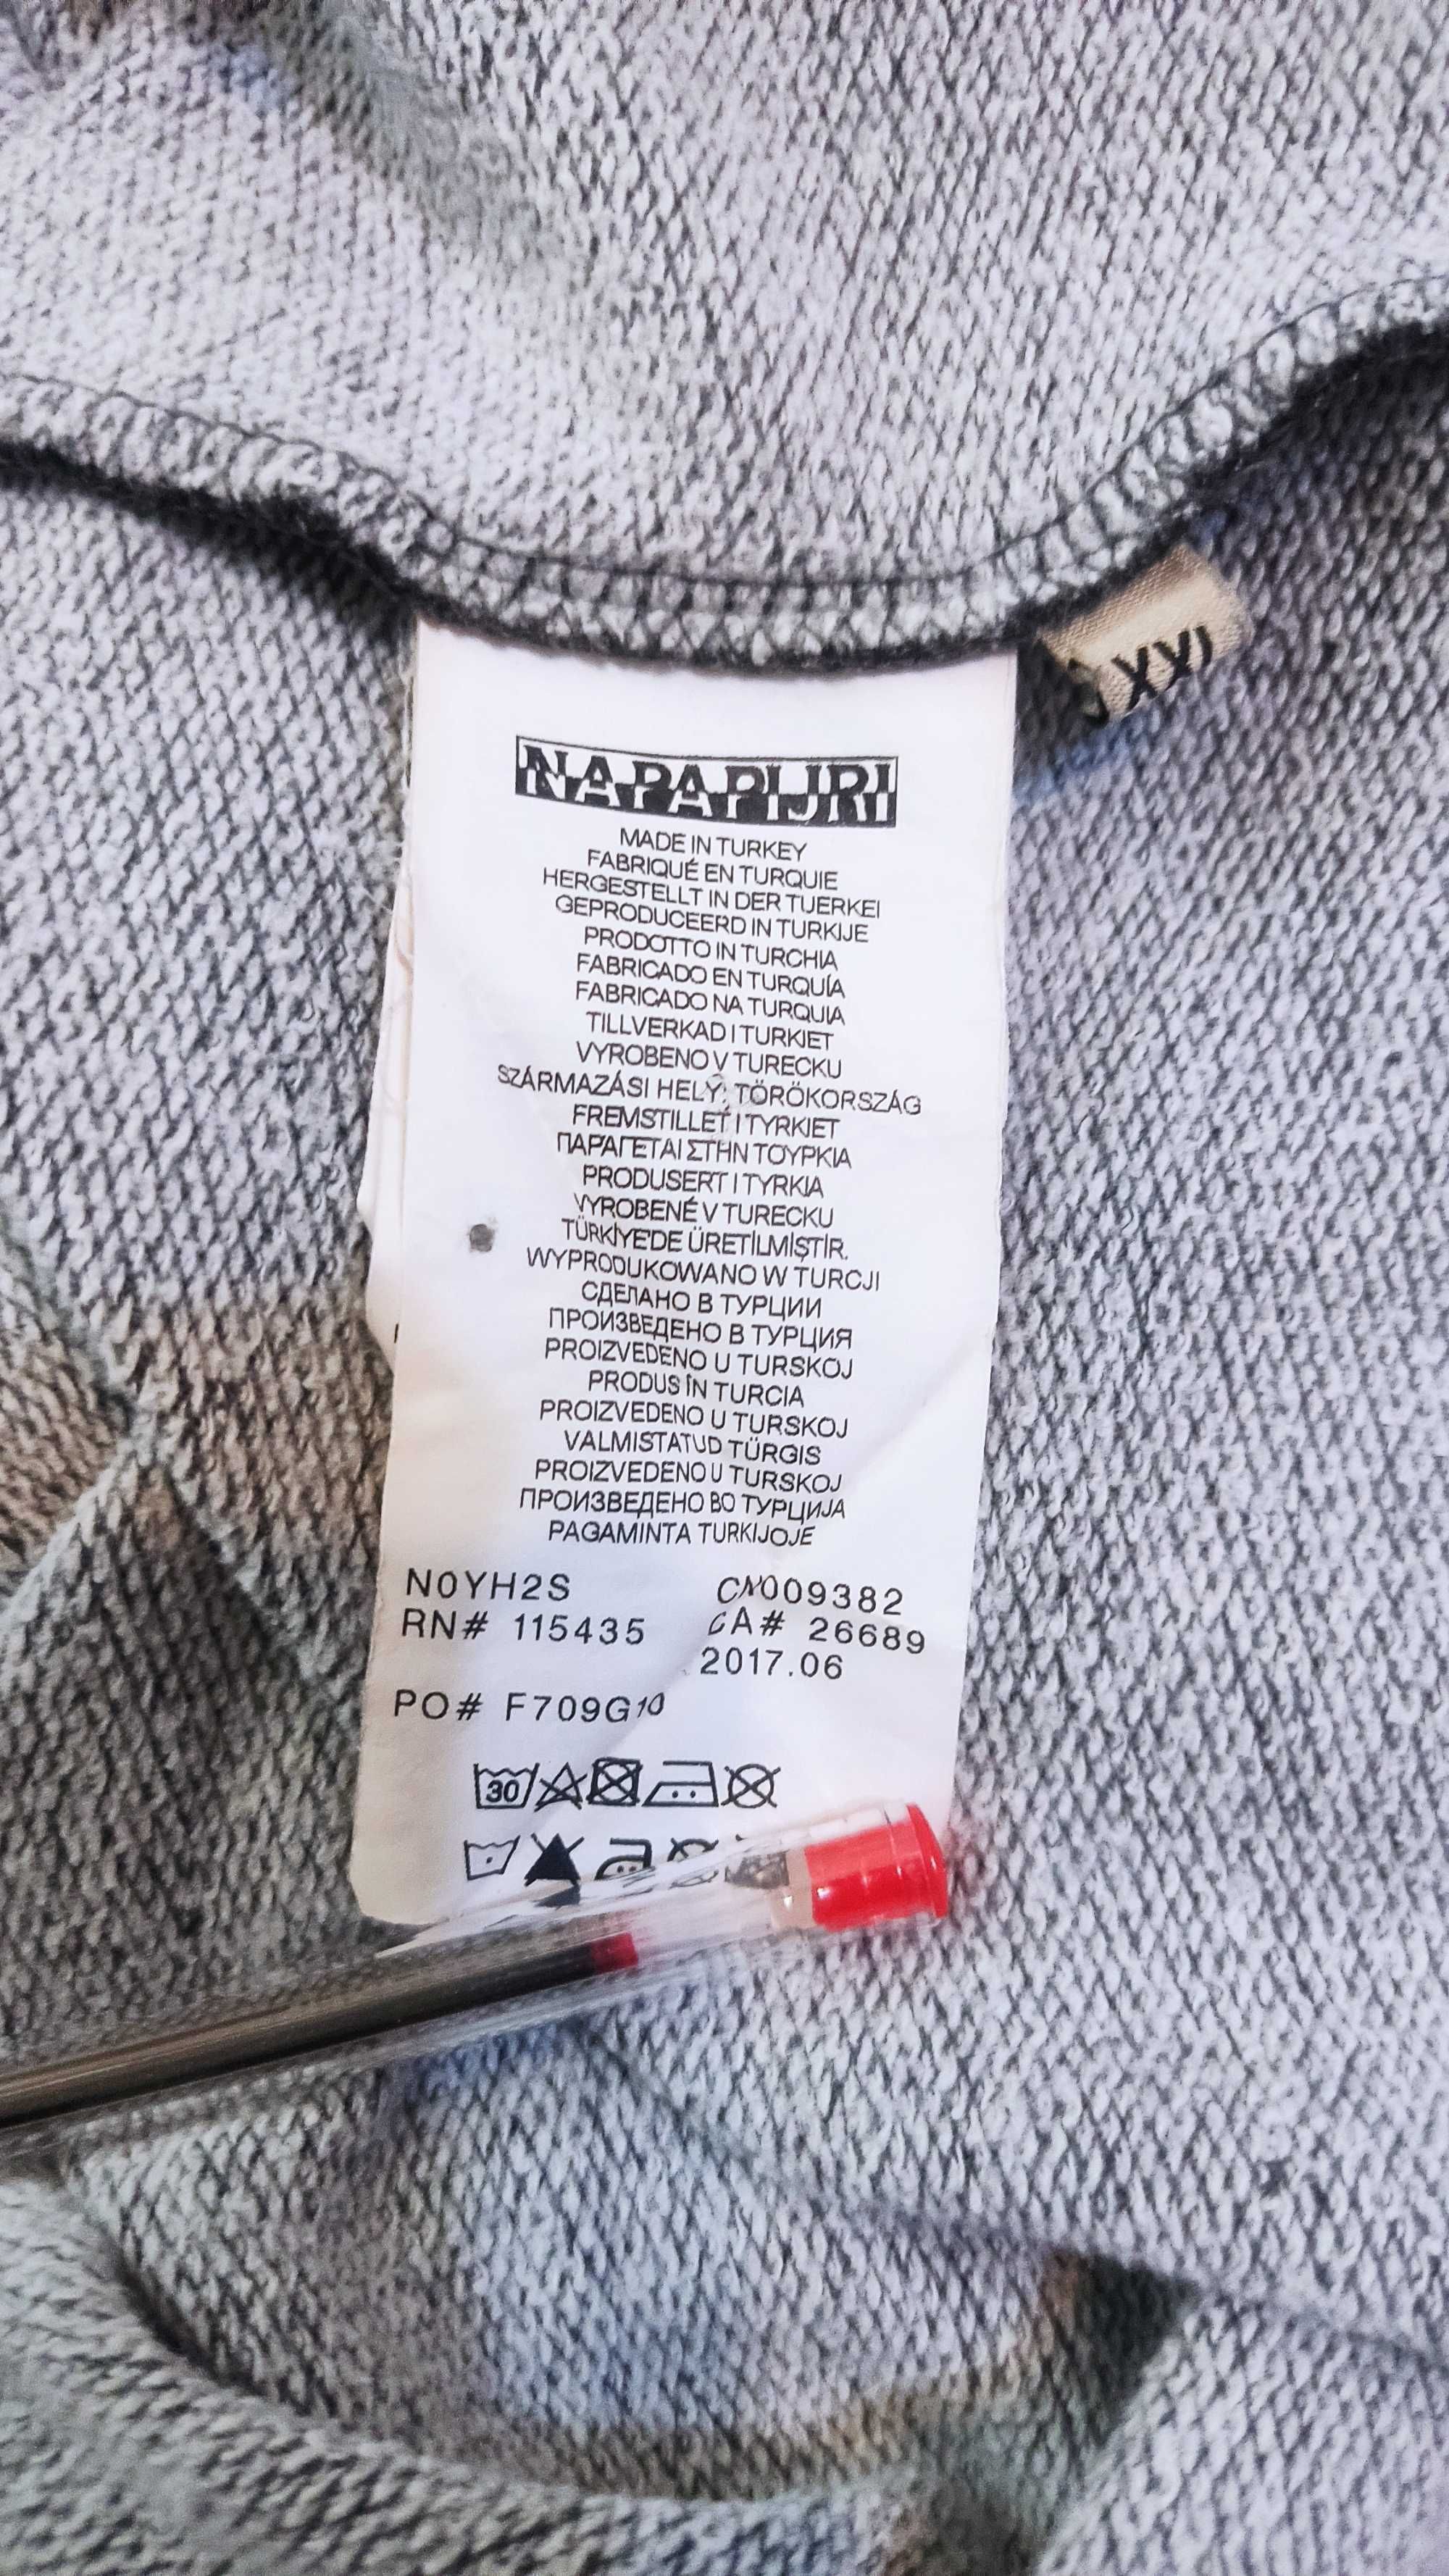 XXL
NAPAPIJRI
MADE IN TURKEY
FABRIQUÉ EN TURQUIE
HERGESTELLT IN DER TUERKEI
GEPRODUCEERD IN TURKIJE
PRODOTTO IN TURCHIA
FABRICADO EN TURQUÍA
FABRICADO NA TURQUIA
TILLVERKAD I TURKIET
VYROBENO V TURECKU
SZÁRMAZÁSI HELY: TÖRÖKORSZÁG
FREMSTILLET I TYRKIET
ΠΑΡΑΓΕΤΑΙ ΣΤΗΝ ΤΟΥΡΚΙΑ
PRODUSERT I TYRKIA
VYROBENÉ V TURECKU
TÜRKİYE'DE ÜRETİLMİŞTİR.
WYPRODUKOWANO W TURCJI
СДЕЛАНО В ТУРЦИИ
ПРОИЗВЕДЕНО В ТУРЦИЯ
PROIZVEDENO U TURSKOJ
PRODUS ÎN TURCIA
PROIZVEDENO U TURSKOJ
VALMISTATUD TÜRGIS
PROIZVEDENO U TURSKOJ
ПРОИЗВЕДЕНО ВО ТУРЦИЈА
PAGAMINTA TURKIJOJE
N0YH2S CN009382
RN# 115435 CA# 26689
2017.06
PO# F709G10
30